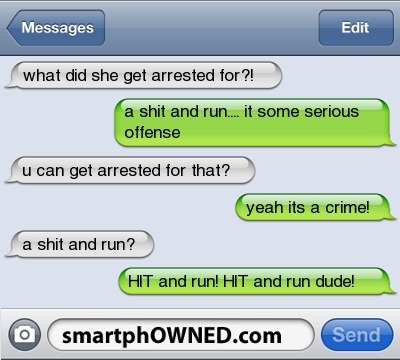 Messages
Edit
what did she get arrested for?!
a shit and run.... it some serious
offense
u can get arrested for that?
yeah its a crime!
a shit and run?
HIT and run! HIT and run dude!
smartphOWNED.com
Send